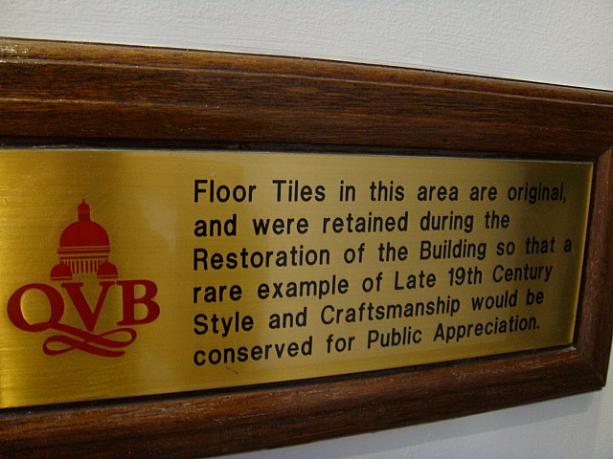 QVB
Floor Tiles in this area are original,
and were retained during the
Restoration of the Building so that a
rare example of Late 19th Century
Style and Craftsmanship would be
conserved for Public Appreciation.